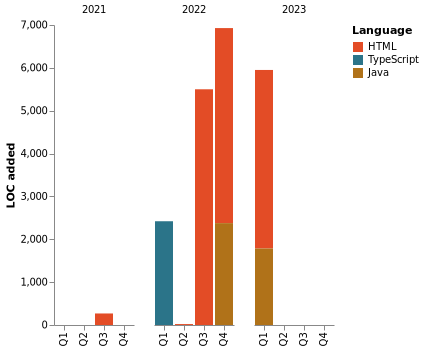 2021 2022 2023
Language
HTML
TypeScript
Java
LOC added
7,000
6,000
5,000
4,000
3,000
2,000
1,000
0
Q1 Q2 Q3 Q4 Q1 Q2 Q3 Q4 Q1 Q2 Q3 Q4